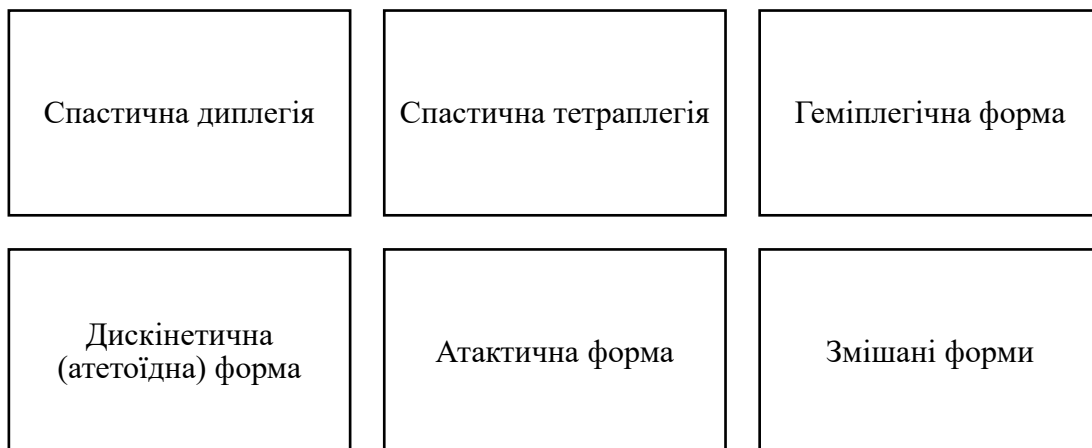 Спастична диплегія
Спастична тетраплегія
Геміплегічна форма
Дискінетична
(атетоїдна) форма
Атактична форма
Змішані форми